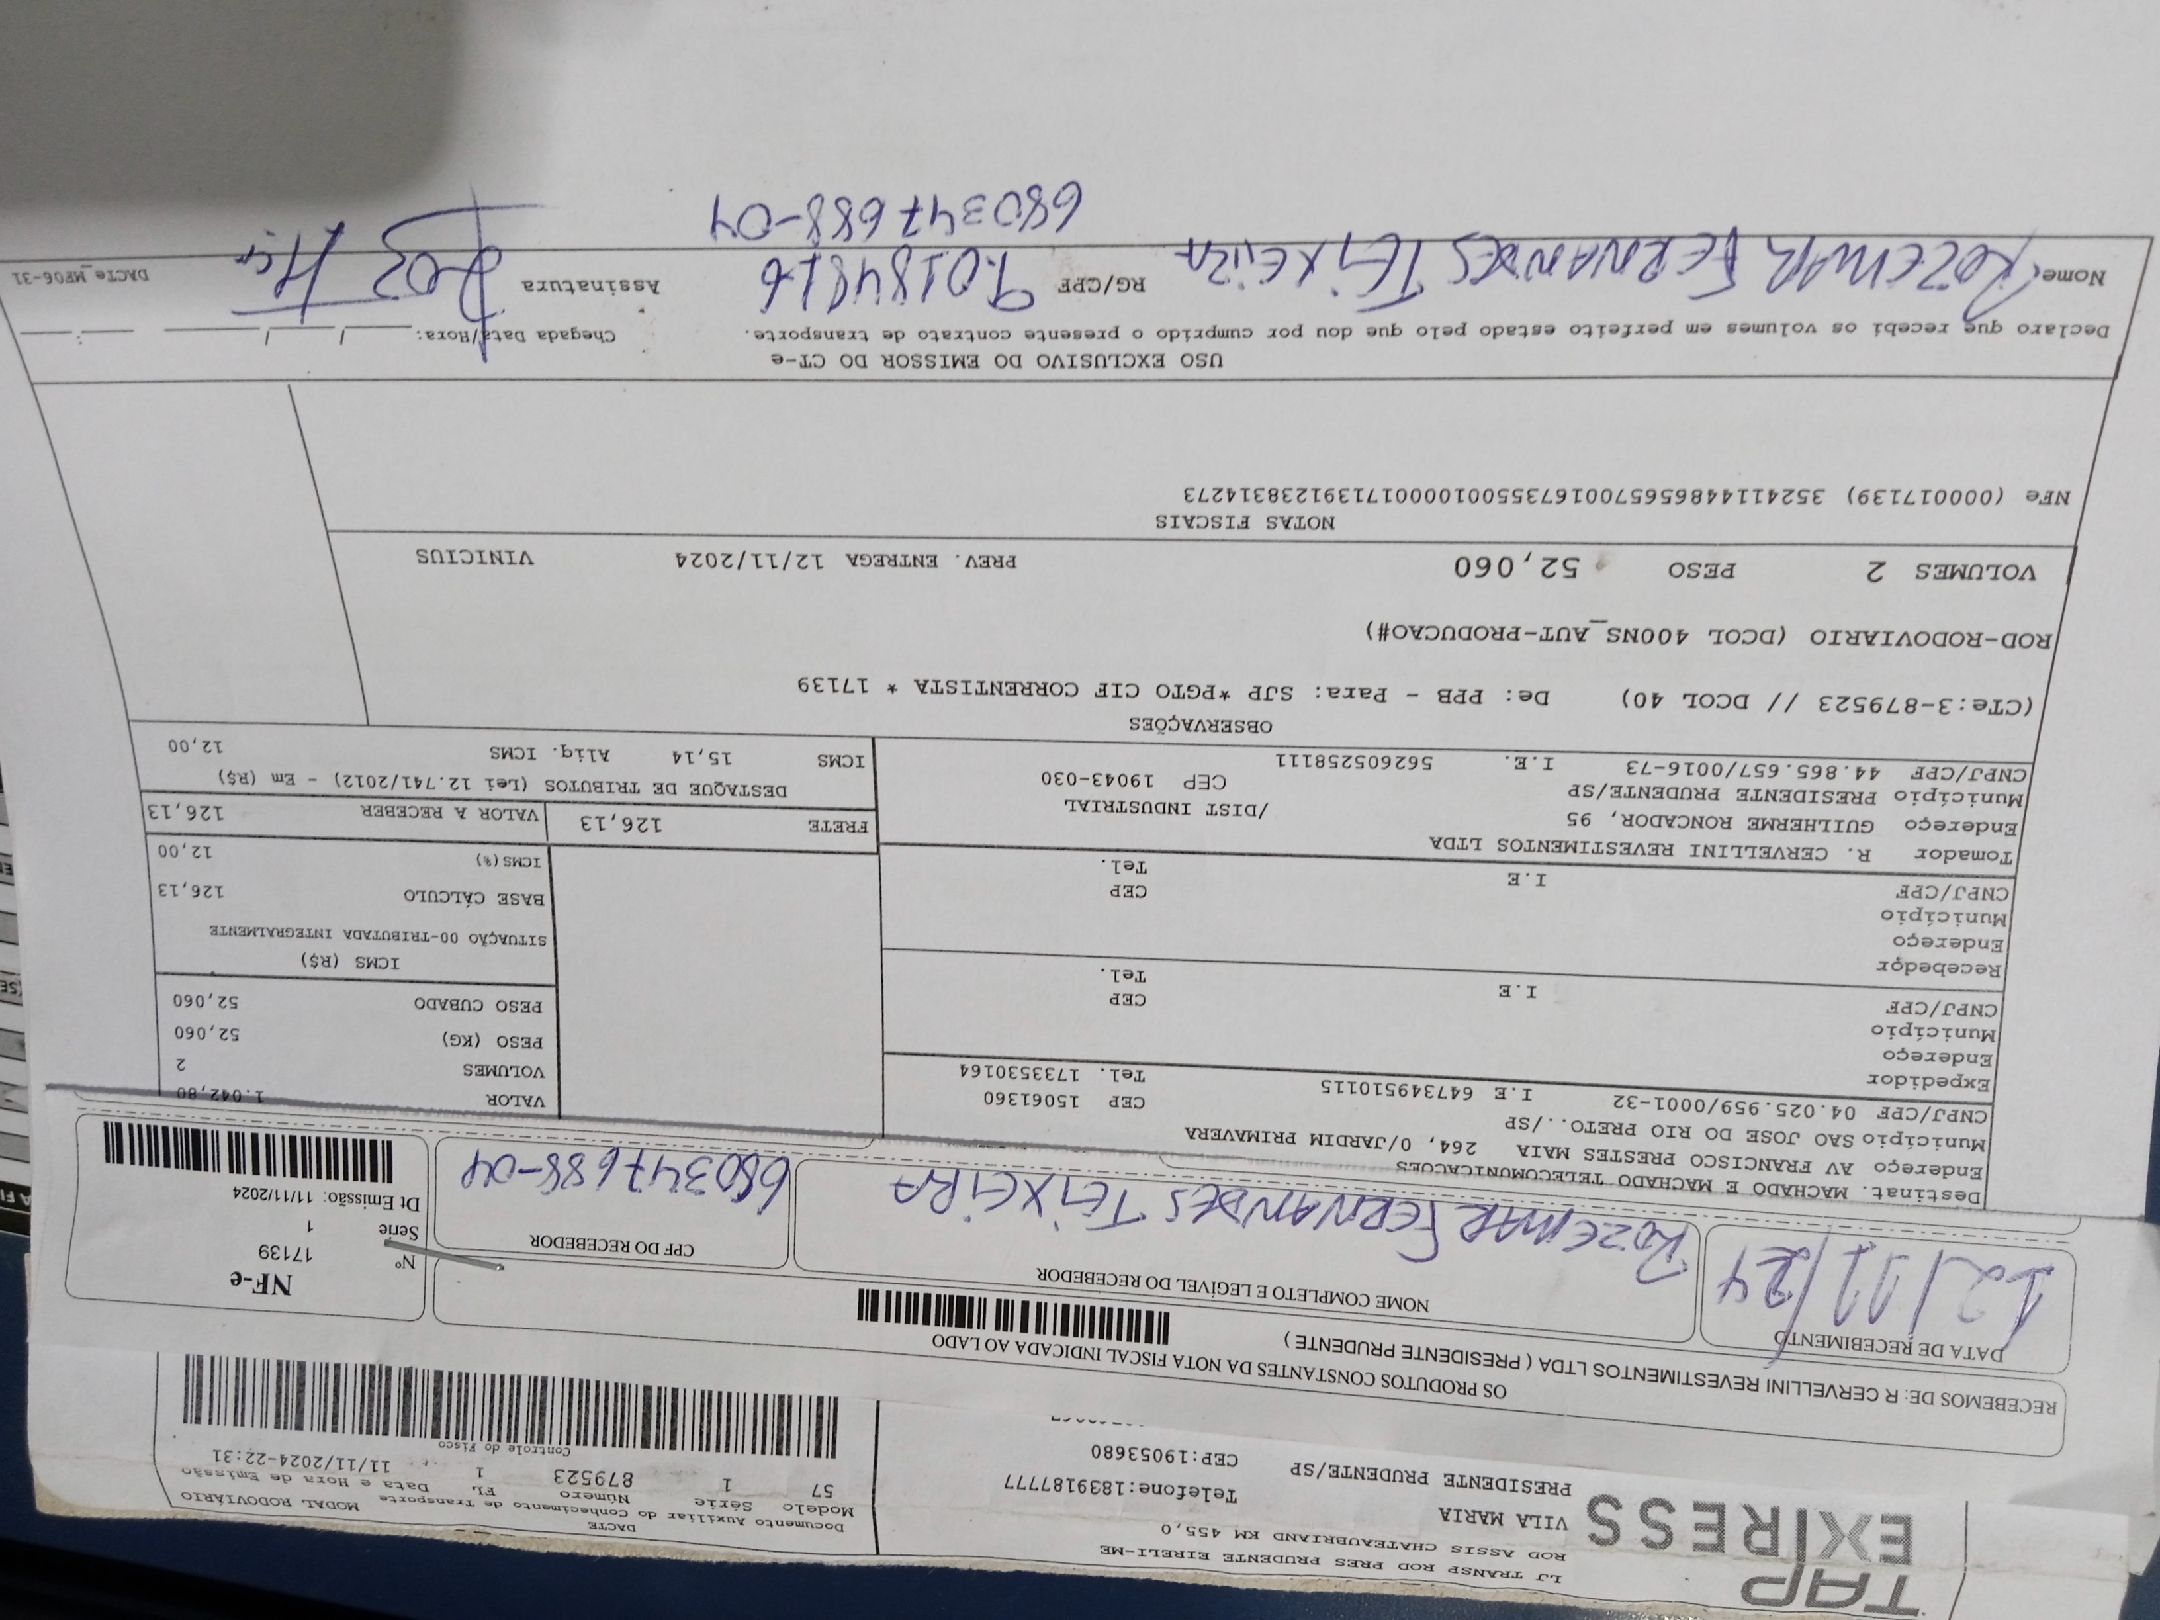 TAP
EXPRESS
LJ TRANSP ROD PRES PRUDENTE EIRELI-ME
ROD ASSIS CHATEAUBRIAND KM 455,0
VILA MARIA Telefone:1839187777
PRESIDENTE PRUDENTE/SP CEP:19053680
DACTE
Documento Auxiliar do Conhecimento de Transporte MODAL RODOVIÁRIO
Modelo Série Número FL Data e Hora de Emissão
57 1 879523 1 11/11/2024-22:31
Controle do Fisco
RECEBEMOS DE: R CERVELLINI REVESTIMENTOS LTDA ( PRESIDENTE PRUDENTE )
OS PRODUTOS CONSTANTES DA NOTA FISCAL INDICADA AO LADO
DATA DE RECEBIMENTO
12/11/24
NOME COMPLETO E LEGÍVEL DO RECEBEDOR
ROZEMAR FERNANDES TEIXEIRA
CPF DO RECEBEDOR
680347688-04
NF-e
Nº 17139
Série 1
Dt Emissão: 11/11/2024
Destinat. MACHADO E MACHADO TELECOMUNICACOES
Endereço AV FRANCISCO PRESTES MAIA 264, 0/JARDIM PRIMAVERA
Município SAO JOSE DO RIO PRETO../SP CEP 15061360
CNPJ/CPF 04.025.959/0001-32 I.E 647349510115 Tel. 1733530164
Expedidor
Endereço
Município CEP
CNPJ/CPF I.E Tel.
Recebedor
Endereço
Município CEP
CNPJ/CPF I.E Tel.
Tomador R. CERVELLINI REVESTIMENTOS LTDA
Endereço GUILHERME RONCADOR, 95 /DIST INDUSTRIAL
Município PRESIDENTE PRUDENTE/SP CEP 19043-030
CNPJ/CPF 44.865.657/0016-73 I.E. 562605258111
VALOR 1.042,80
VOLUMES 2
PESO (KG) 52,060
PESO CUBADO 52,060
ICMS (R$)
SITUAÇÃO 00-TRIBUTADA INTEGRALMENTE
BASE CÁLCULO 126,13
ICMS(%) 12,00
FRETE 126,13 VALOR A RECEBER 126,13
DESTAQUE DE TRIBUTOS (Lei 12.741/2012) - Em (R$)
ICMS 15,14 Aliq. ICMS 12,00
OBSERVAÇÕES
(CTe:3-879523 // DCOL 40) De: PPB - Para: SJP *PGTO CIF CORRENTISTA * 17139
ROD-RODOVIARIO (DCOL 400NS_AUT-PRODUCAO#)
VOLUMES 2 PESO 52,060 PREV. ENTREGA 12/11/2024 VINICIUS
NOTAS FISCAIS
NFe (000017139) 35241144865657001673550010000171391238314273
USO EXCLUSIVO DO EMISSOR DO CT-e
Declaro que recebi os volumes em perfeito estado pelo que dou por cumprido o presente contrato de transporte. Chegada Data/Hora: / / :
Nome ROZEMAR FERNANDES TEIXEIRA RG/CPF 9.0184816 Assinatura
680347688-04
DACTe_MF06-31